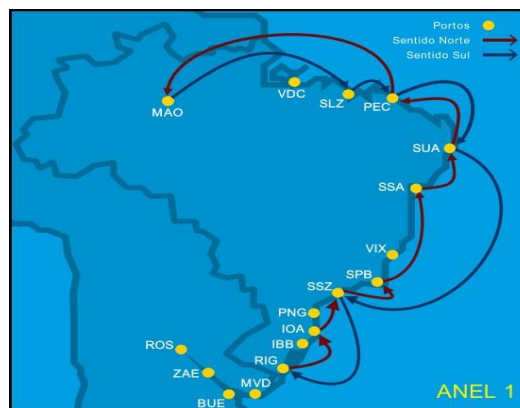 Portos
Sentido Norte
Sentido Sul
VDC
SLZ
PEC
MAO
SUA
SSA
VIX
SPB
SSZ
PNG
IOA
IBB
ROS
RIG
ZAE
MVD
BUE
ANEL 1